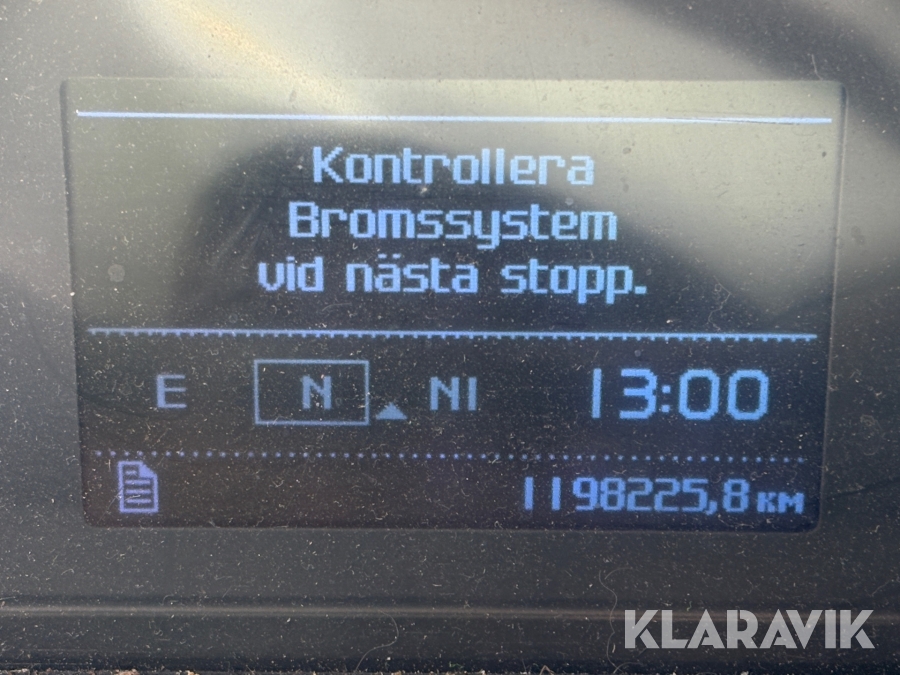 Kontrollera
Bromssystem
vid nästa stopp.
E N NI 13:00
1198225,8 KM
KLARAVIK